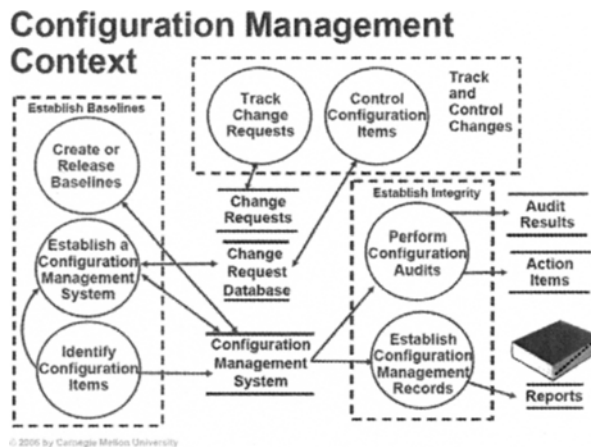 Configuration Management
Context
Establish Baselines
Create or
Release
Baselines
Establish a
Configuration
Management
System
Identify
Configuration
Items
Track
Change
Requests
Control
Configuration
Items
Track
and
Control
Changes
Change
Requests
Change
Request
Database
Configuration
Management
System
Establish Integrity
Perform
Configuration
Audits
Establish
Configuration
Management
Records
Audit
Results
Action
Items
Reports
© 2006 by Carnegie Mellon University